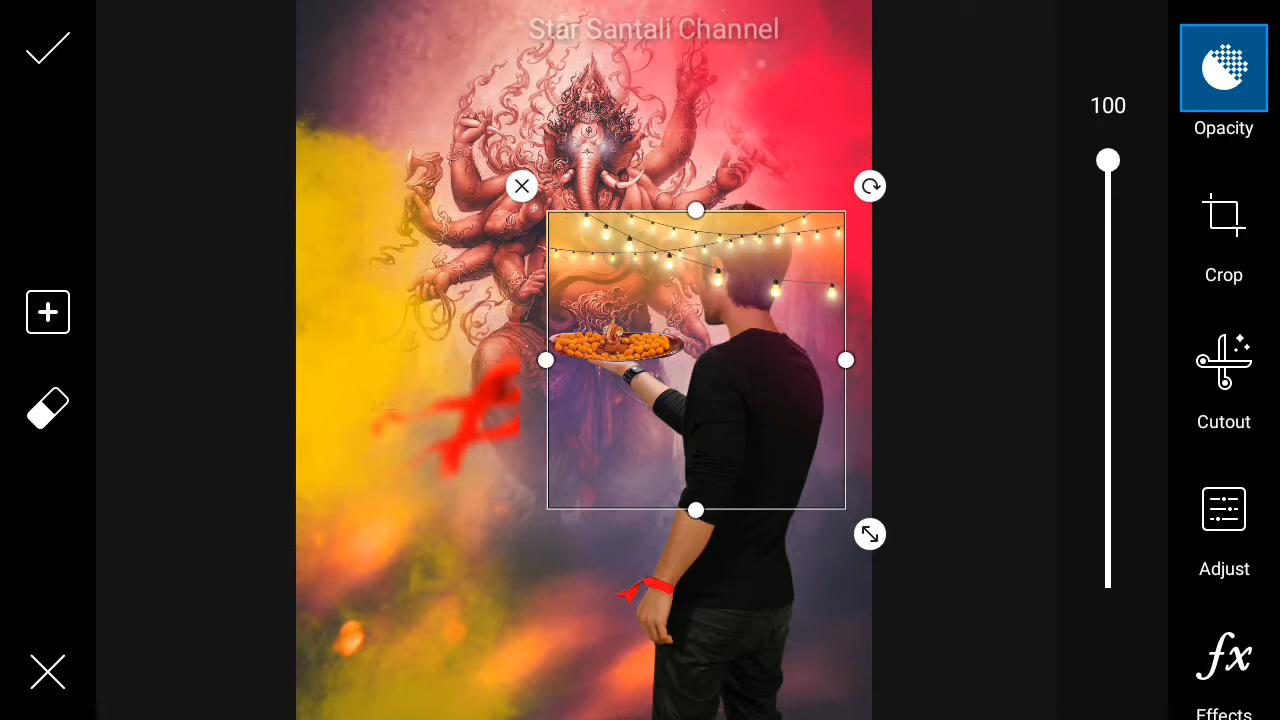 Star Santali Channel
100
Opacity
Crop
Cutout
Adjust
fx
Effects